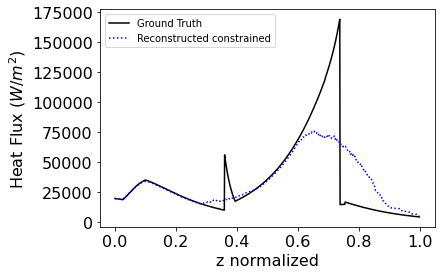 175000
150000
125000
100000
75000
50000
25000
0
Heat Flux (W/m²)
Ground Truth
Reconstructed constrained
0.0 0.2 0.4 0.6 0.8 1.0
z normalized